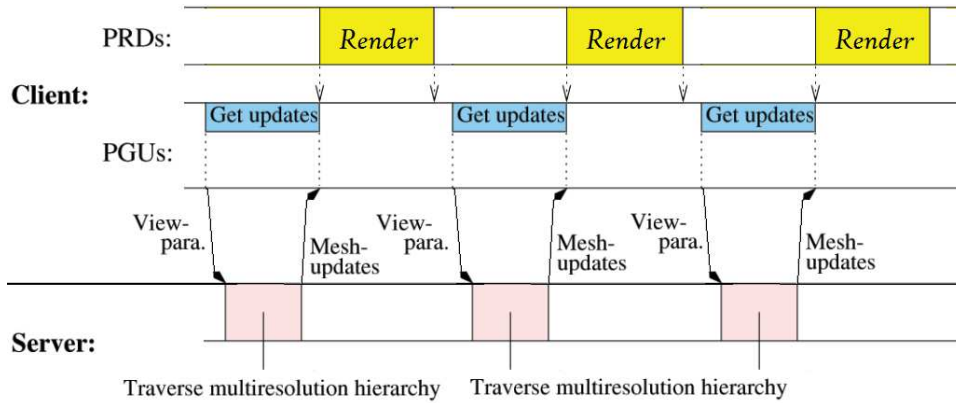 PRDs:
Render
Render
Render
Client:
Get updates
Get updates
Get updates
PGUs:
View-
para.
Mesh-
updates
View-
para.
Mesh-
updates
View-
para.
Mesh-
updates
Server:
Traverse multiresolution hierarchy
Traverse multiresolution hierarchy